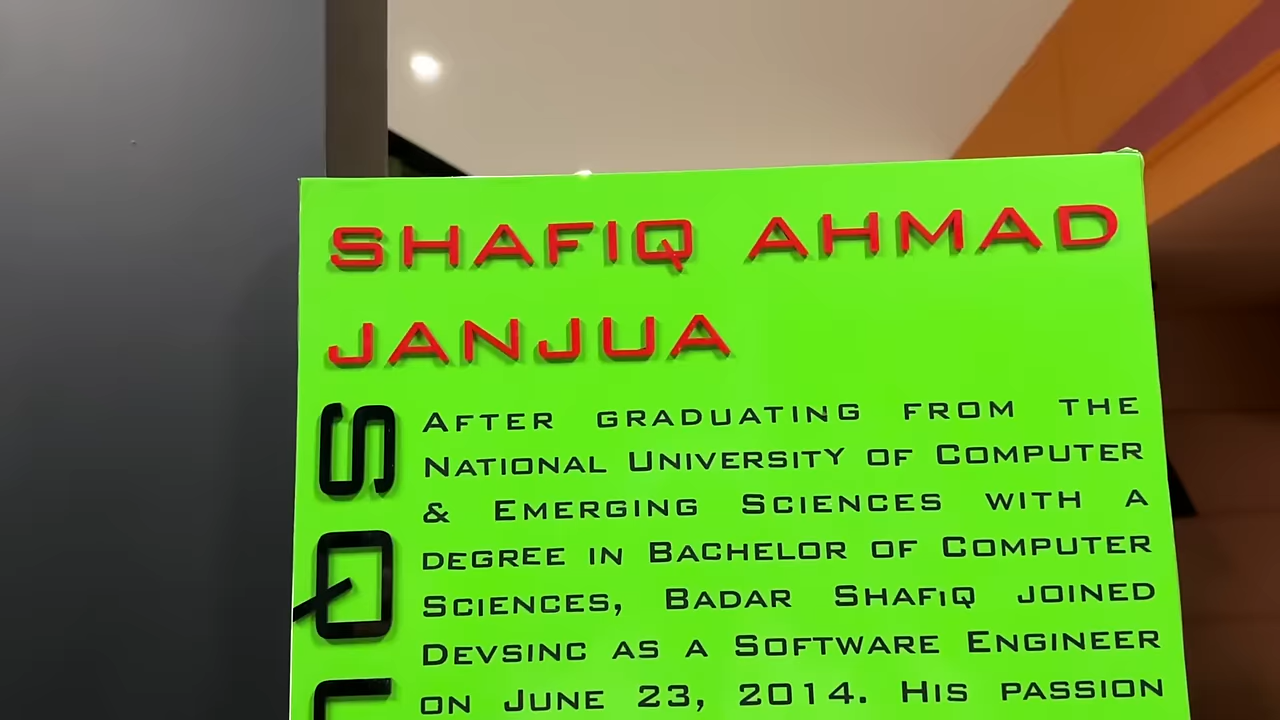 SHAFIQ AHMAD
JANJUA
AFTER GRADUATING FROM THE
NATIONAL UNIVERSITY OF COMPUTER
& EMERGING SCIENCES WITH A
DEGREE IN BACHELOR OF COMPUTER
SCIENCES, BADAR SHAFIQ JOINED
DEVSINC AS A SOFTWARE ENGINEER
ON JUNE 23, 2014. HIS PASSION